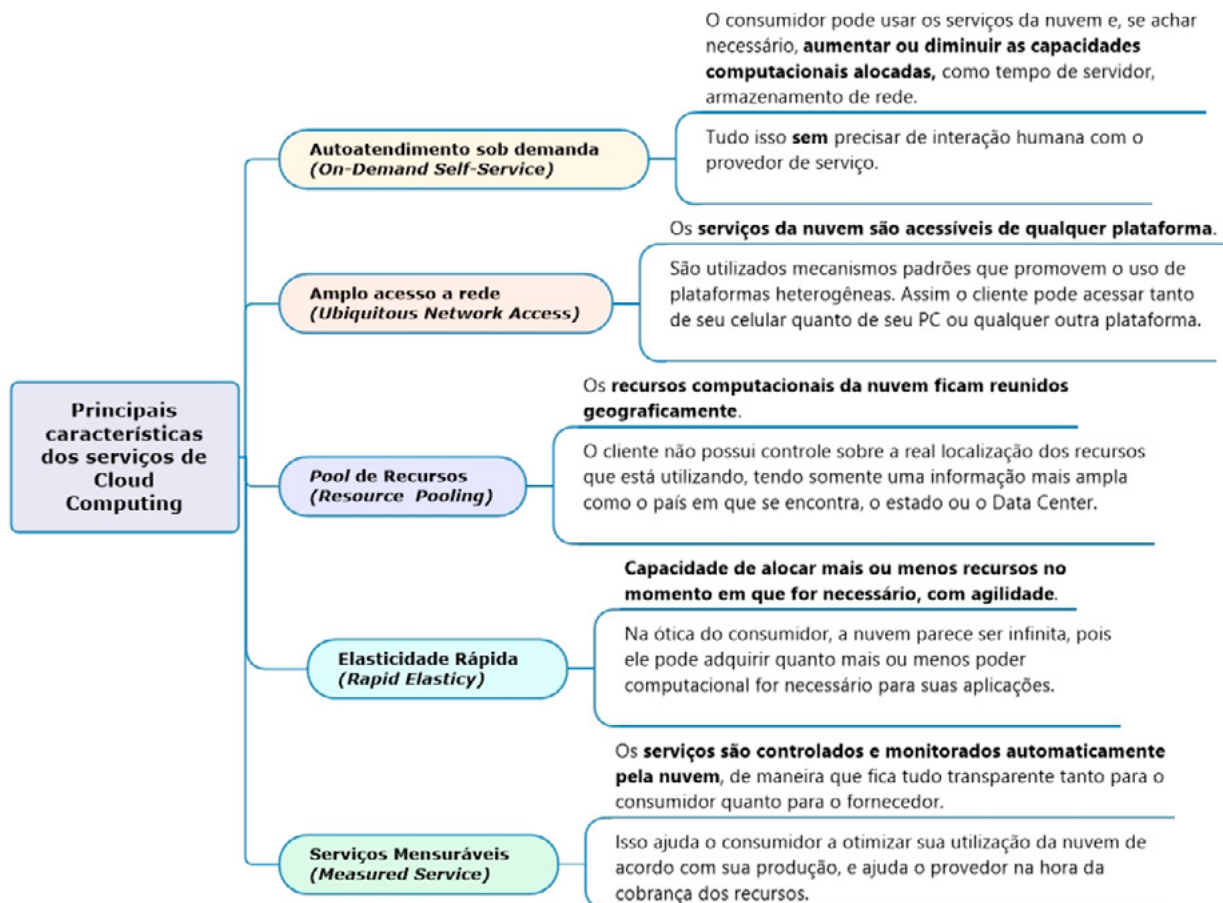 Principais
características
dos serviços de
Cloud
Computing
Autoatendimento sob demanda
(On-Demand Self-Service)
O consumidor pode usar os serviços da nuvem e, se achar
necessário, aumentar ou diminuir as capacidades
computacionais alocadas, como tempo de servidor,
armazenamento de rede.
Tudo isso sem precisar de interação humana com o
provedor de serviço.
Amplo acesso a rede
(Ubiquitous Network Access)
Os serviços da nuvem são acessíveis de qualquer plataforma.
São utilizados mecanismos padrões que promovem o uso de
plataformas heterogêneas. Assim o cliente pode acessar tanto
de seu celular quanto de seu PC ou qualquer outra plataforma.
Pool de Recursos
(Resource Pooling)
Os recursos computacionais da nuvem ficam reunidos
geograficamente.
O cliente não possui controle sobre a real localização dos recursos
que está utilizando, tendo somente uma informação mais ampla
como o país em que se encontra, o estado ou o Data Center.
Elasticidade Rápida
(Rapid Elasticy)
Capacidade de alocar mais ou menos recursos no
momento em que for necessário, com agilidade.
Na ótica do consumidor, a nuvem parece ser infinita, pois
ele pode adquirir quanto mais ou menos poder
computacional for necessário para suas aplicações.
Serviços Mensuráveis
(Measured Service)
Os serviços são controlados e monitorados automaticamente
pela nuvem, de maneira que fica tudo transparente tanto para o
consumidor quanto para o fornecedor.
Isso ajuda o consumidor a otimizar sua utilização da nuvem de
acordo com sua produção, e ajuda o provedor na hora da
cobrança dos recursos.